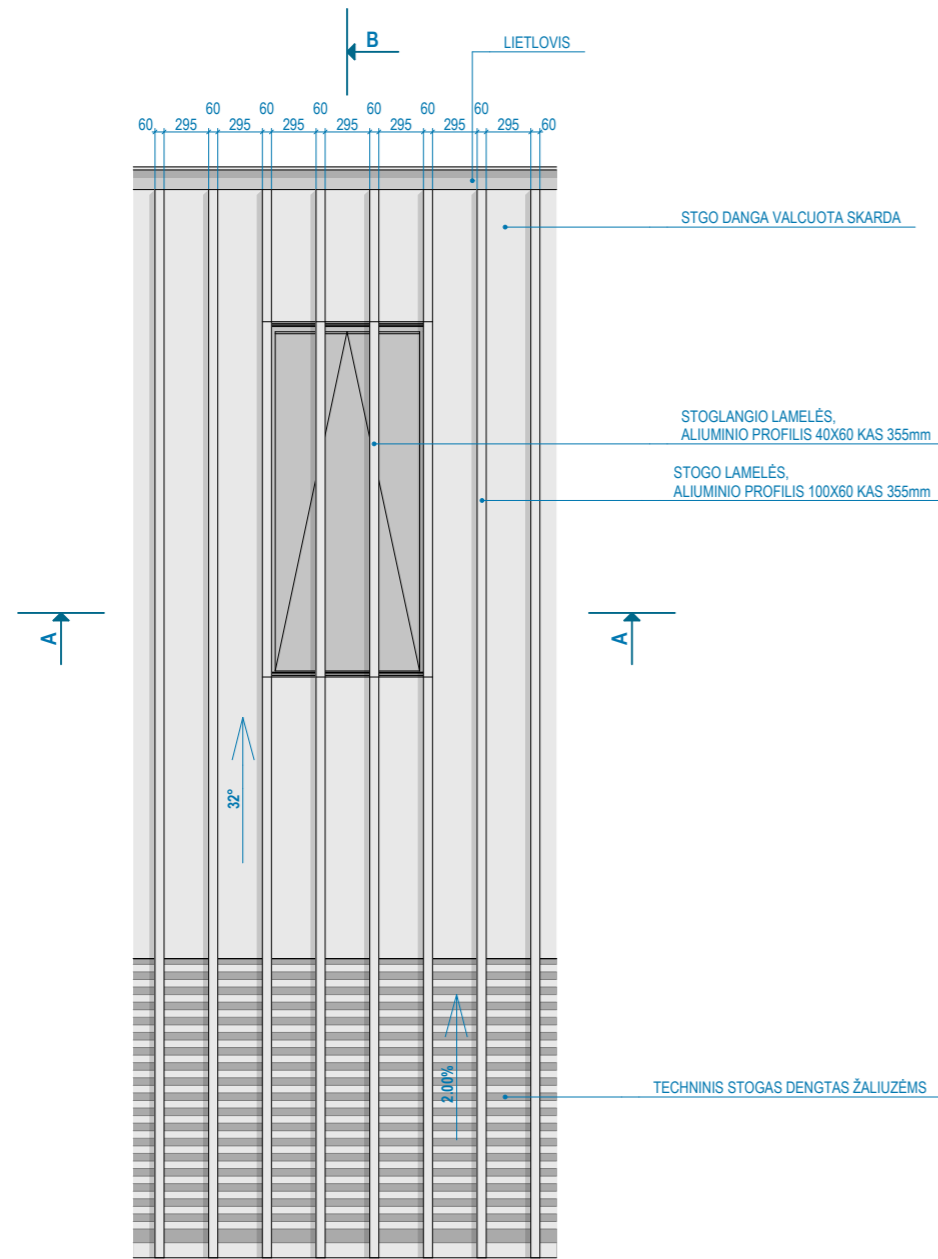 B
LIETLOVIS
60 60 60 60 60 60 60
60 295 295 295 295 295 295 295 60
STGO DANGA VALCUOTA SKARDA
STOGLANGIO LAMELĖS,
ALIUMINIO PROFILIS 40X60 KAS 355mm
STOGO LAMELĖS,
ALIUMINIO PROFILIS 100X60 KAS 355mm
A
A
32°
2.00%
TECHNINIS STOGAS DENGTAS ŽALIUZĖMS